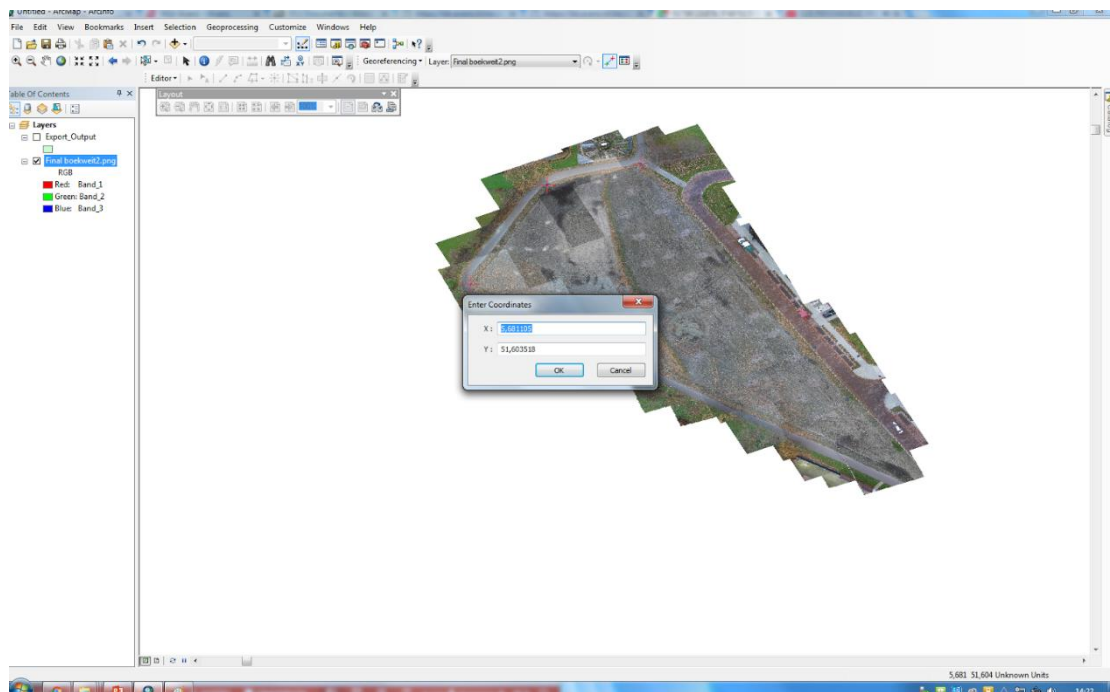 Untitled - ArcMap - ArcInfo
File Edit View Bookmarks Insert Selection Geoprocessing Customize Windows Help
Georeferencing Layer: Final boekweit2.png
Editor
Table Of Contents
Layout
Layers
Export_Output
Final boekweit2.png
RGB
Red: Band_1
Green: Band_2
Blue: Band_3
Enter Coordinates
X: 5,681105
Y: 51,603518
OK Cancel
5,681 51,604 Unknown Units
14:22